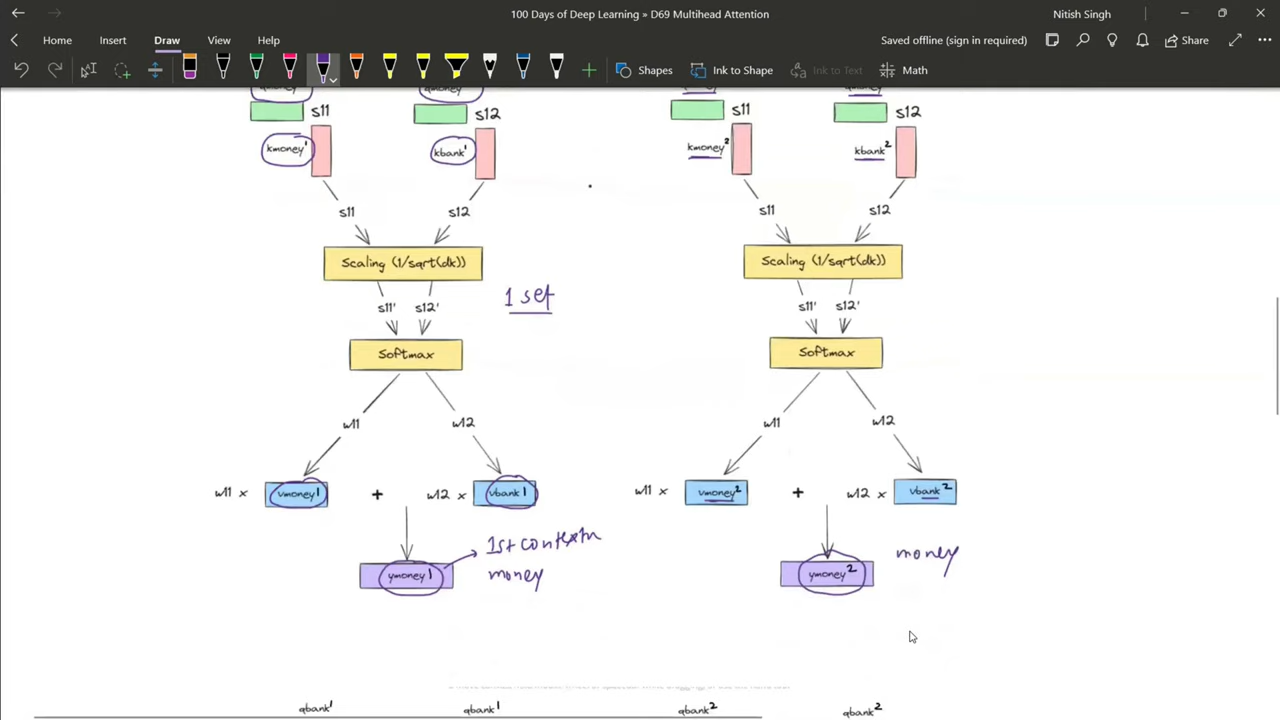 100 Days of Deep Learning » D69 Multihead Attention
Nitish Singh
Home Insert Draw View Help
Saved offline (sign in required)
Share
Shapes Ink to Shape Ink to Text Math
s11 s12 s11 s12
kmoney¹ kbank¹ kmoney² kbank²
s11 s12 s11 s12
Scaling (1/sqrt(dk)) Scaling (1/sqrt(dk))
1 set
s11' s12' s11' s12'
Softmax Softmax
w11 w12 w11 w12
w11 x vmoney1 + w12 x vbank1 w11 x vmoney² + w12 x vbank²
1st contextu
money
money
ymoney1 ymoney²
qbank¹ qbank¹ qbank² qbank²